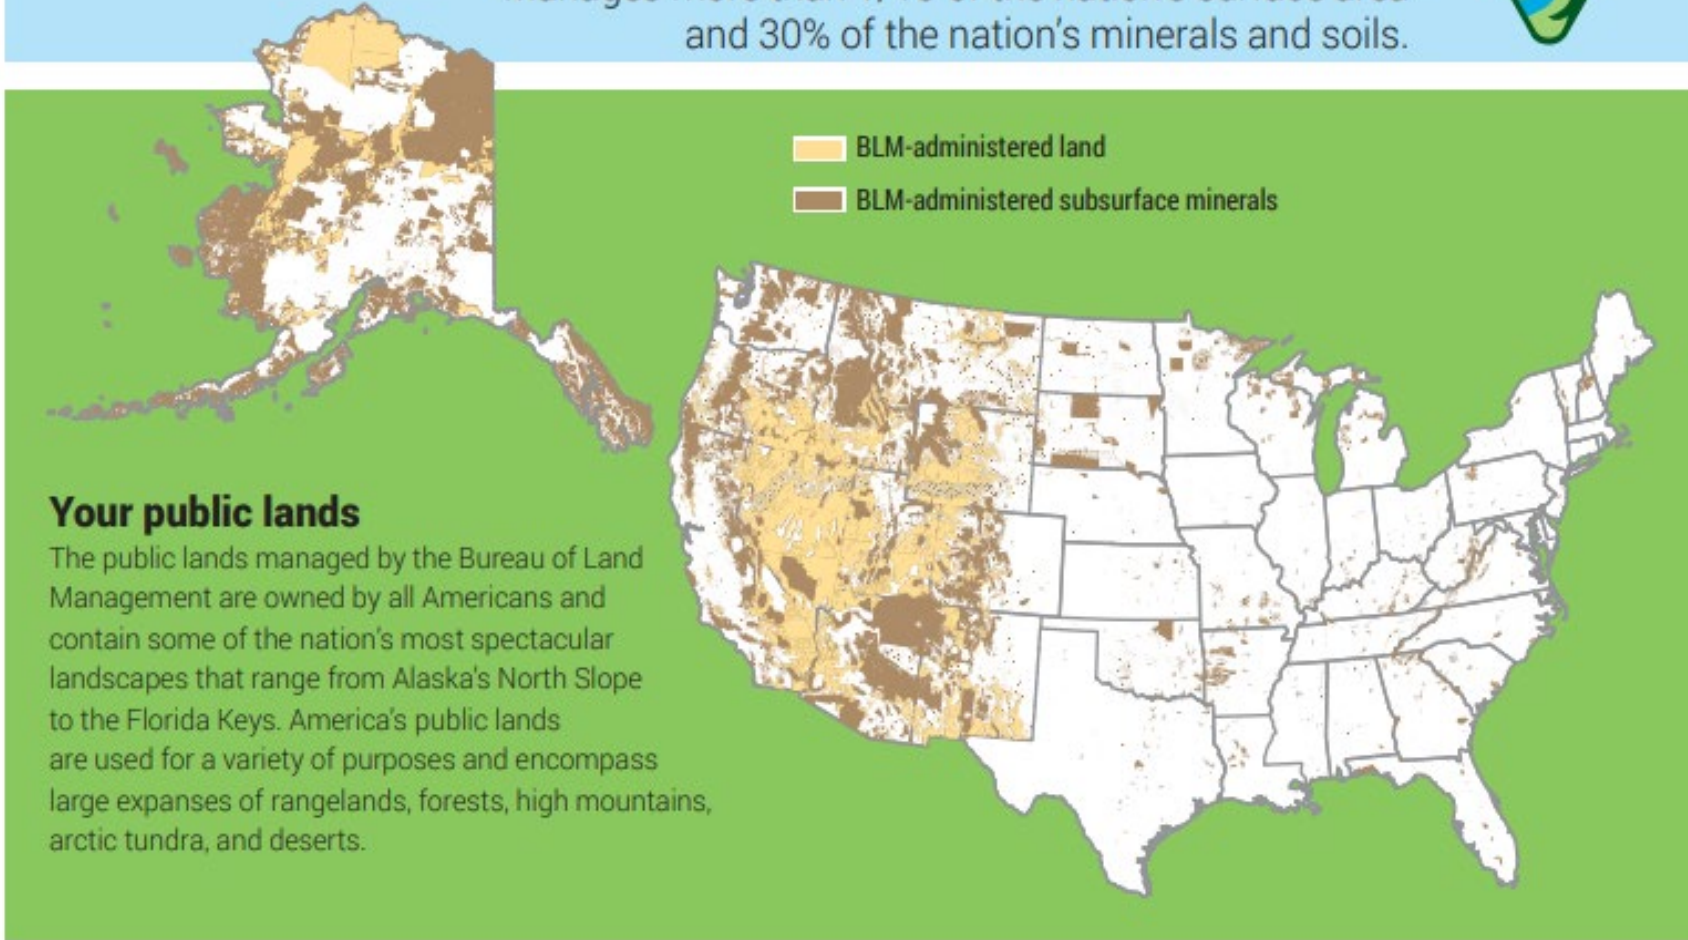 and 30% of the nation's minerals and soils.
BLM-administered land
BLM-administered subsurface minerals
Your public lands
The public lands managed by the Bureau of Land
Management are owned by all Americans and
contain some of the nation's most spectacular
landscapes that range from Alaska's North Slope
to the Florida Keys. America's public lands
are used for a variety of purposes and encompass
large expanses of rangelands, forests, high mountains,
arctic tundra, and deserts.